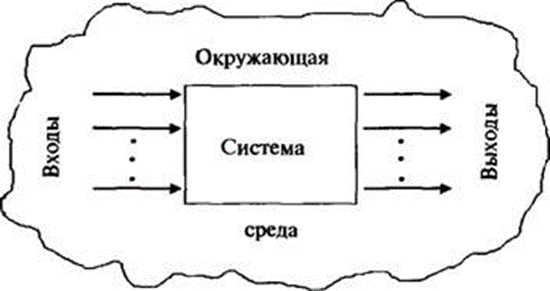 Окружающая
Входы
Система
Выходы
среда